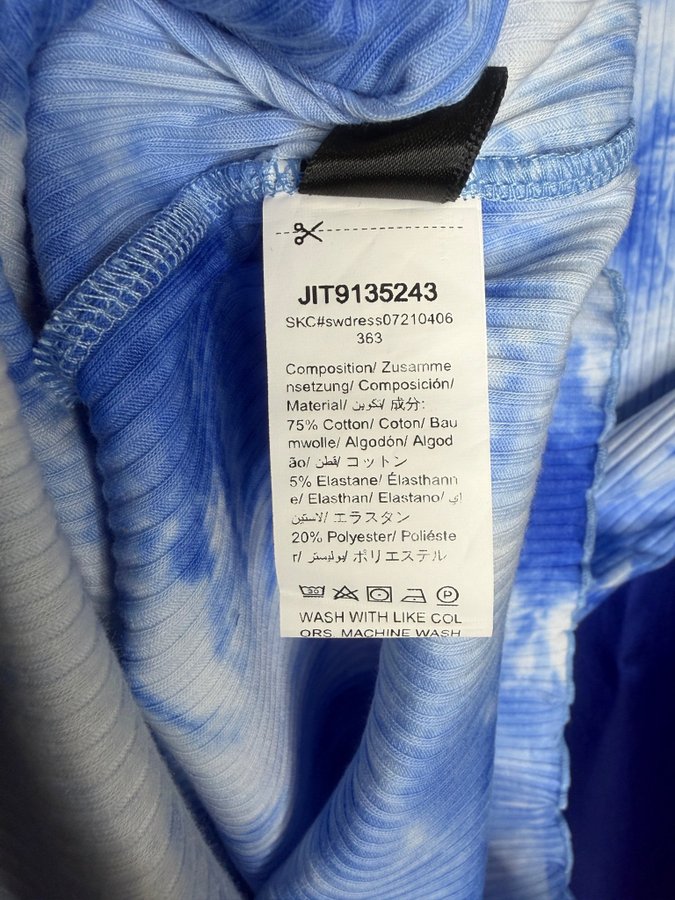 JIT9135243
SKC#swdress07210406
363
Composition/ Zusamme
nsetzung/ Composición/
Material/ تكوين/ 成分:
75% Cotton/ Coton/ Bau
mwolle/ Algodón/ Algod
ão/ قطن/ コットン
5% Elastane/ Élasthann
e/ Elasthan/ Elastano/ إي
لاستين/ エラスタン
20% Polyester/ Polieste
r/ بوليستر/ ポリエステル
P
WASH WITH LIKE COL
ORS, MACHINE WASH